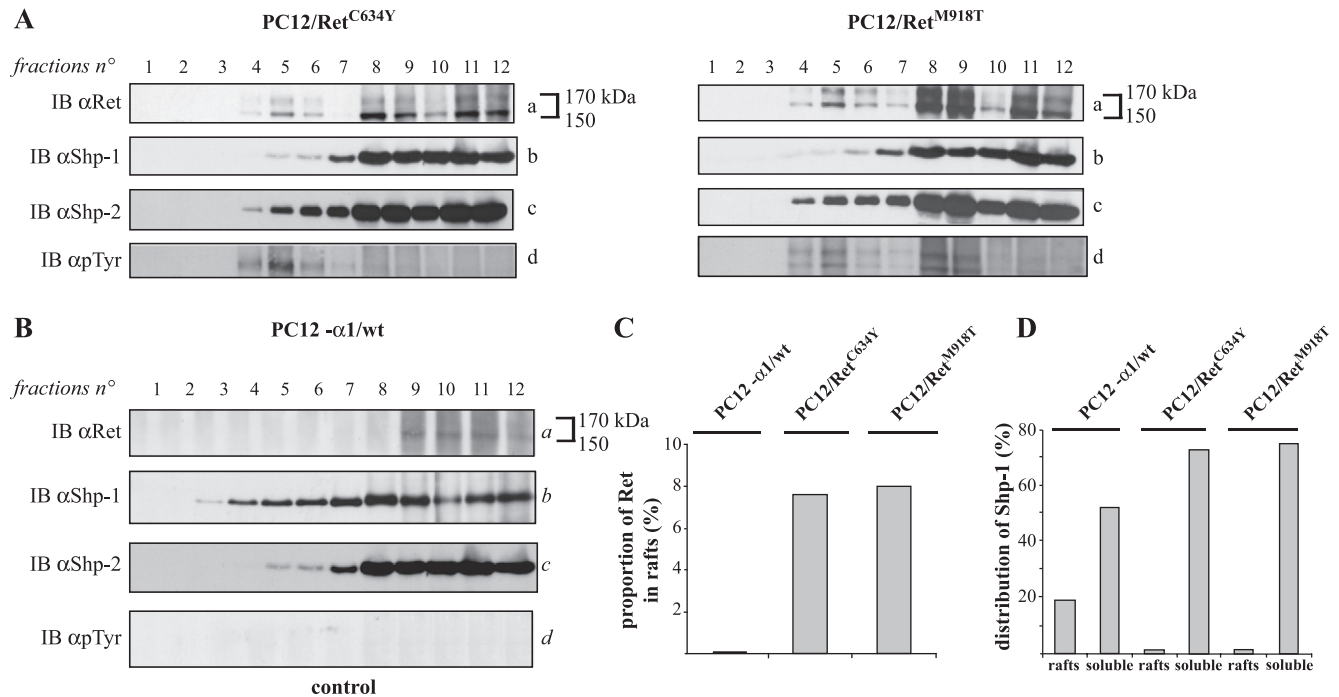 A
PC12/Ret^C634Y
PC12/Ret^M918T
fractions n° 1 2 3 4 5 6 7 8 9 10 11 12
1 2 3 4 5 6 7 8 9 10 11 12
IB αRet
a
170 kDa
150
a
170 kDa
150
IB αShp-1
b
b
IB αShp-2
c
c
IB αpTyr
d
d
B
PC12 -α1/wt
fractions n° 1 2 3 4 5 6 7 8 9 10 11 12
IB αRet
a
170 kDa
150
IB αShp-1
b
IB αShp-2
c
IB αpTyr
d
control
C
PC12 -α1/wt
PC12/Ret^C634Y
PC12/Ret^M918T
proportion of Ret
in rafts (%)
10
8
6
4
2
D
PC12 -α1/wt
PC12/Ret^C634Y
PC12/Ret^M918T
distribution of Shp-1 (%)
80
60
40
20
rafts soluble rafts soluble rafts soluble